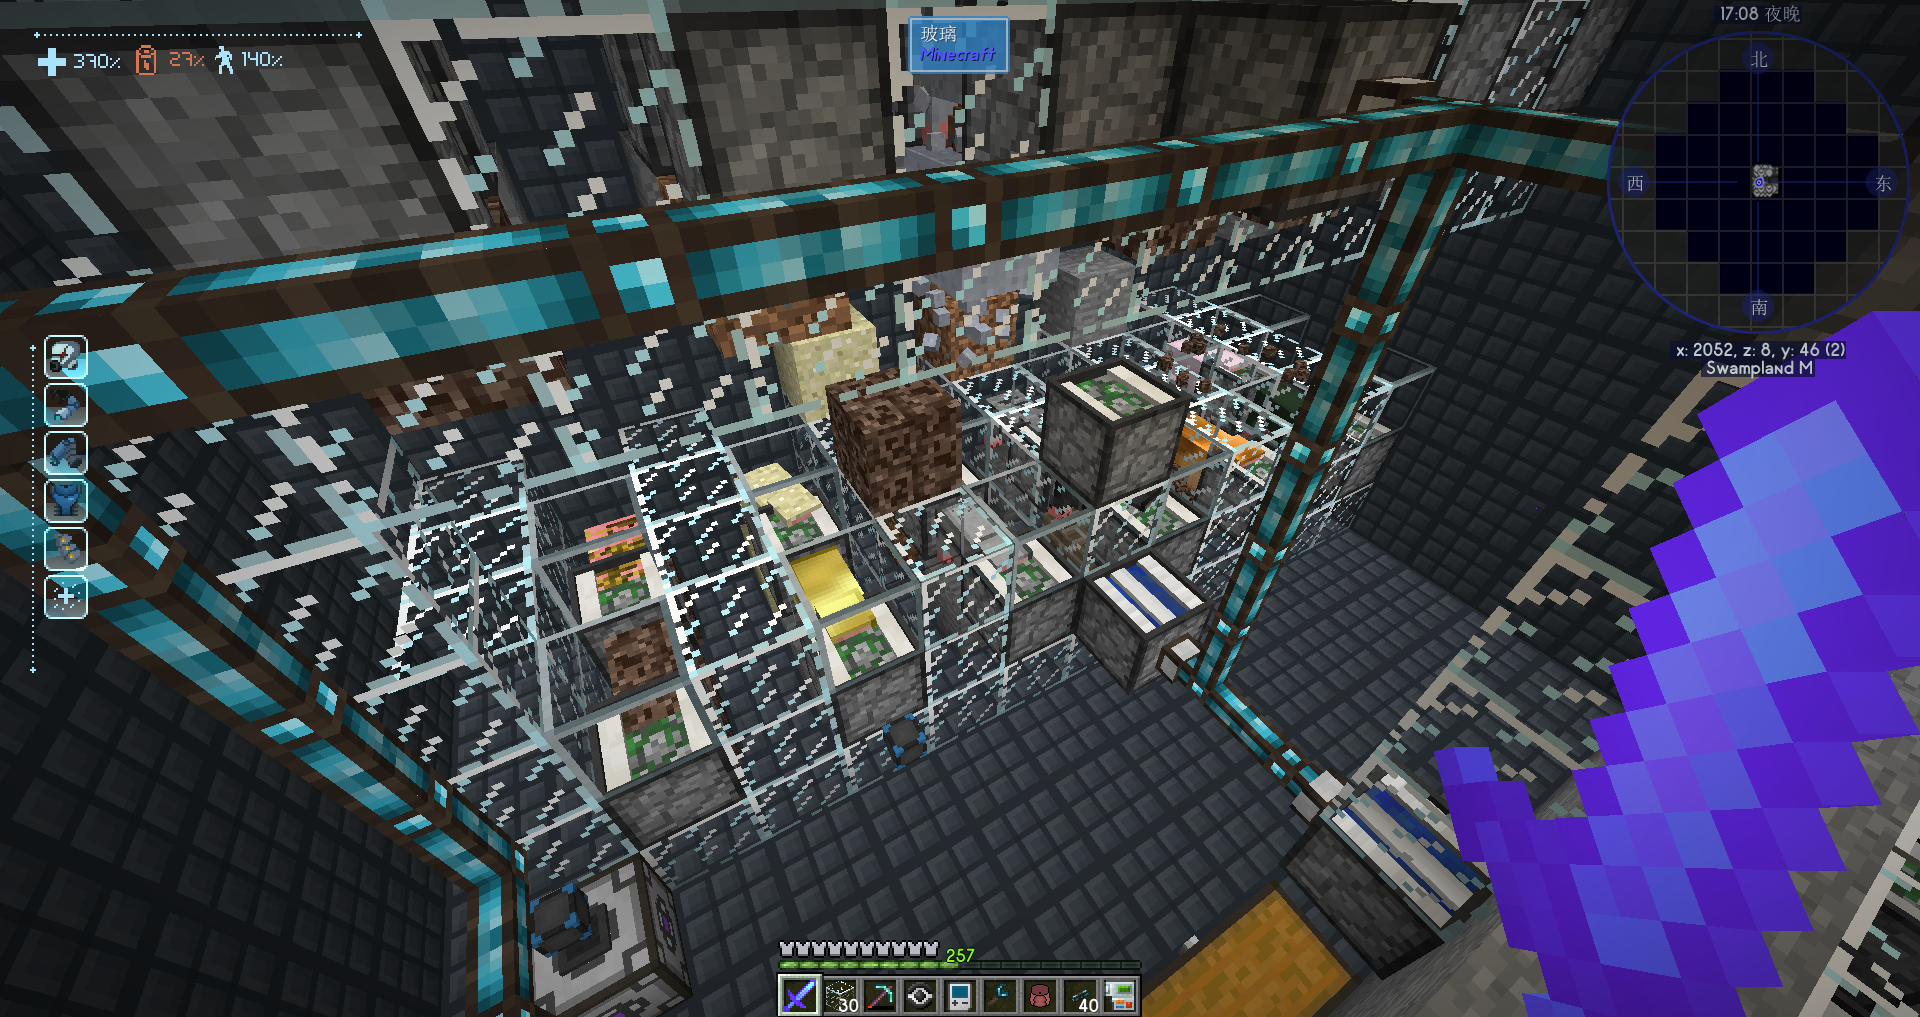 370%
27%
140%
玻璃
Minecraft
17:08 夜晚
北
西
东
南
x: 2052, z: 8, y: 46 (2)
Swampland M
257
30
40